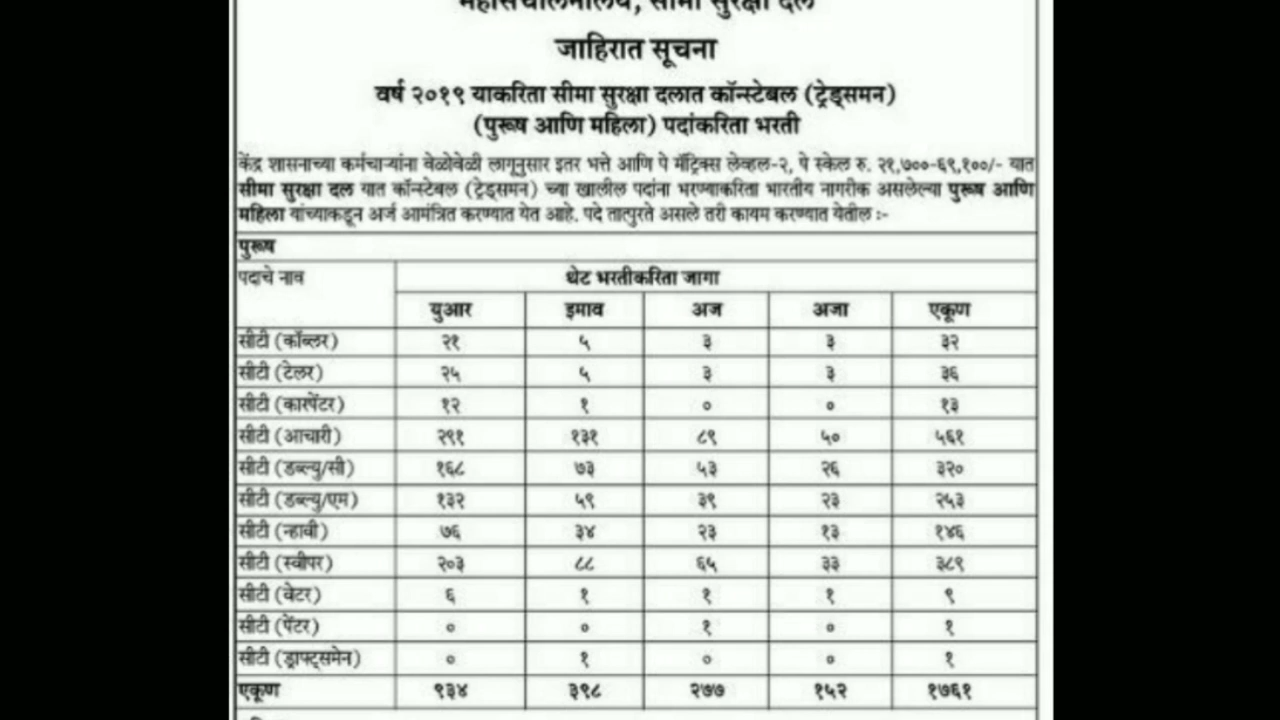 महासंचालनालय, सीमा सुरक्षा दल
जाहिरात सूचना
वर्ष २०१९ याकरिता सीमा सुरक्षा दलात कॉन्स्टेबल (ट्रेड्समन)
(पुरूष आणि महिला) पदांकरिता भरती
केंद्र शासनाच्या कर्मचाऱ्यांना वेळोवेळी लागूनुसार इतर भत्ते आणि पे मॅट्रिक्स लेव्हल-२, पे स्केल रु. २१,७००-६९,१००/- यात
सीमा सुरक्षा दल यात कॉन्स्टेबल (ट्रेड्समन) च्या खालील पदांना भरण्याकरिता भारतीय नागरीक असलेल्या पुरूष आणि
महिला यांच्याकडून अर्ज आमंत्रित करण्यात येत आहे. पदे तात्पुरते असले तरी कायम करण्यात येतील :-
पुरूष
पदाचे नाव थेट भरतीकरिता जागा
युआर इमाव अज अजा एकूण
सीटी (कॉब्लर) २१ ५ ३ ३ ३२
सीटी (टेलर) २५ ५ ३ ३ ३६
सीटी (कारपेंटर) १२ १ ० ० १३
सीटी (आचारी) २९१ १३१ ८९ ५० ५६१
सीटी (डब्ल्यु/सी) १६८ ७३ ५३ २६ ३२०
सीटी (डब्ल्यु/एम) १३२ ५९ ३९ २३ २५३
सीटी (न्हावी) ७६ ३४ २३ १३ १४६
सीटी (स्वीपर) २०३ ८८ ६५ ३३ ३८९
सीटी (वेटर) ६ १ १ १ ९
सीटी (पेंटर) ० ० १ ० १
सीटी (ड्राफ्ट्समेन) ० १ ० ० १
एकूण ९३४ ३९८ २७७ १५२ १७६१